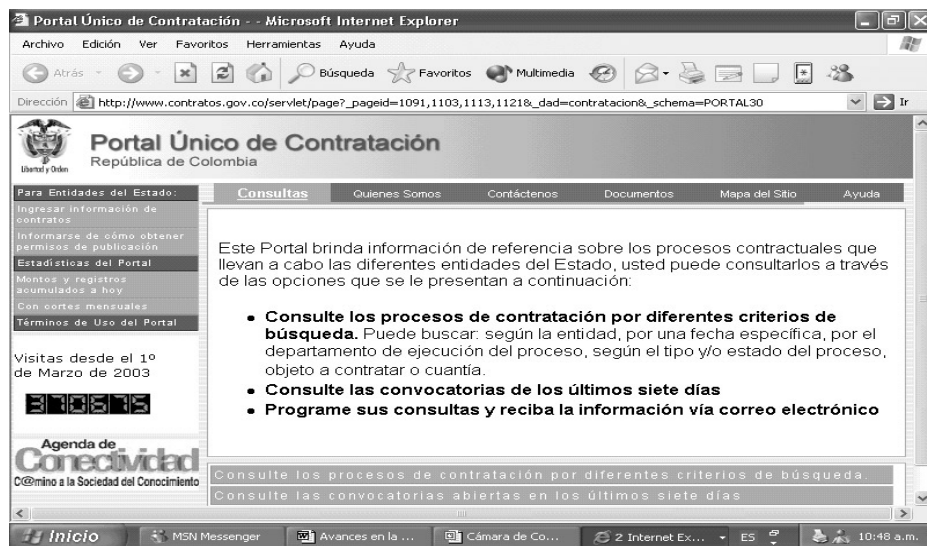 Portal Único de Contratación - - Microsoft Internet Explorer
Archivo Edición Ver Favoritos Herramientas Ayuda
Atrás Búsqueda Favoritos Multimedia
Dirección http://www.contratos.gov.co/servlet/page?_pageid=1091,1103,1113,1121&_dad=contratacion&_schema=PORTAL30 Ir
Portal Único de Contratación
República de Colombia
Libertad y Orden
Para Entidades del Estado:
Ingresar información de
contratos
Informarse de cómo obtener
permisos de publicación
Estadísticas del Portal
Montos y registros
acumulados a hoy
Con cortes mensuales
Términos de Uso del Portal
Visitas desde el 1º
de Marzo de 2003
370675
Agenda de
Conectividad
C@mino a la Sociedad del Conocimiento
Consultas Quienes Somos Contáctenos Documentos Mapa del Sitio Ayuda
Este Portal brinda información de referencia sobre los procesos contractuales que
llevan a cabo las diferentes entidades del Estado, usted puede consultarlos a través
de las opciones que se le presentan a continuación:
• Consulte los procesos de contratación por diferentes criterios de
búsqueda. Puede buscar: según la entidad, por una fecha específica, por el
departamento de ejecución del proceso, según el tipo y/o estado del proceso,
objeto a contratar o cuantía.
• Consulte las convocatorias de los últimos siete días
• Programe sus consultas y reciba la información vía correo electrónico
Consulte los procesos de contratación por diferentes criterios de búsqueda.
Consulte las convocatorias abiertas en los últimos siete días
Inicio MSN Messenger Avances en la ... Cámara de Co... 2 Internet Ex... ES 10:48 a.m.